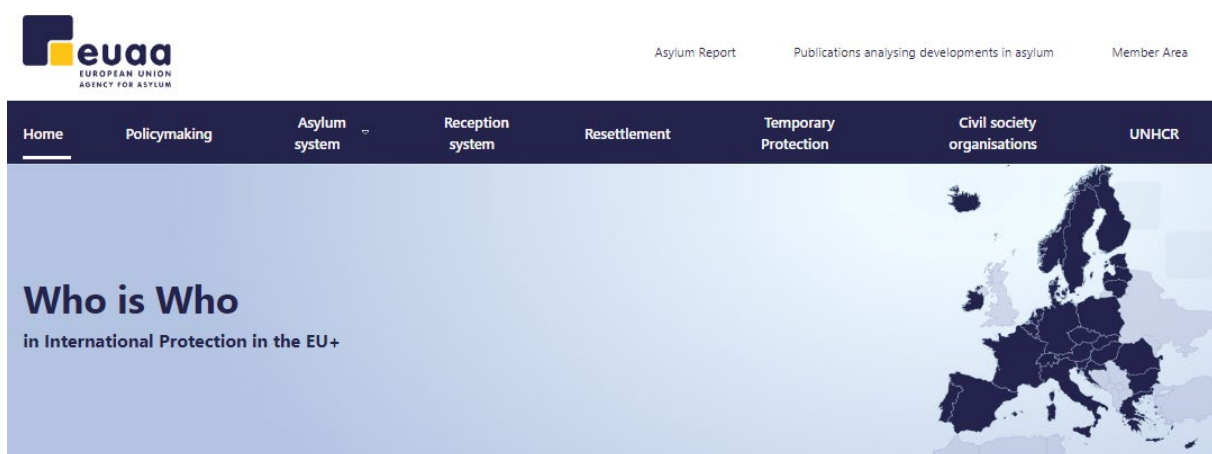 euaa
EUROPEAN UNION
AGENCY FOR ASYLUM
Asylum Report
Publications analysing developments in asylum
Member Area
Home
Policymaking
Asylum
system
Reception
system
Resettlement
Temporary
Protection
Civil society
organisations
UNHCR
Who is Who
in International Protection in the EU+